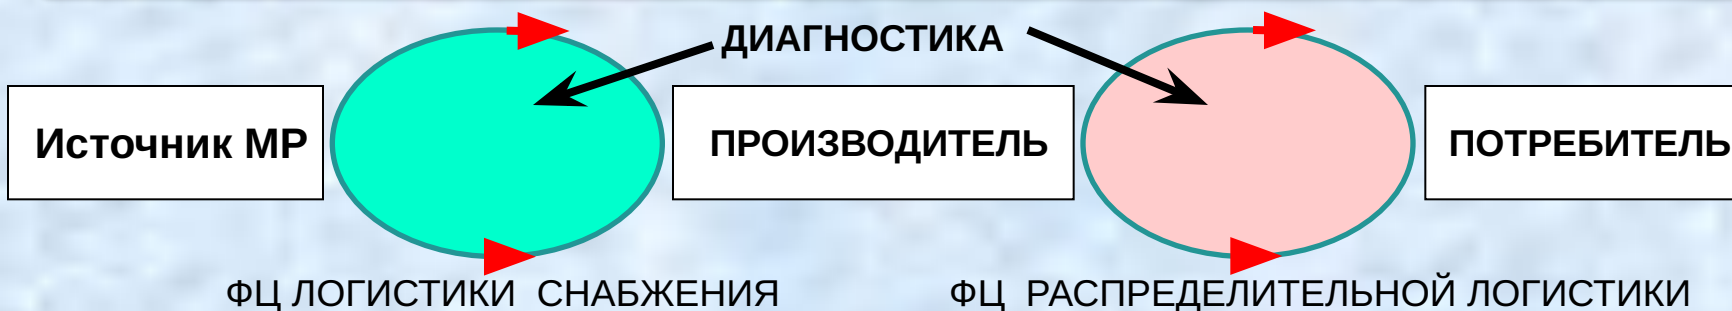 ДИАГНОСТИКА
Источник МР
ПРОИЗВОДИТЕЛЬ
ПОТРЕБИТЕЛЬ
ФЦ ЛОГИСТИКИ СНАБЖЕНИЯ
ФЦ РАСПРЕДЕЛИТЕЛЬНОЙ ЛОГИСТИКИ